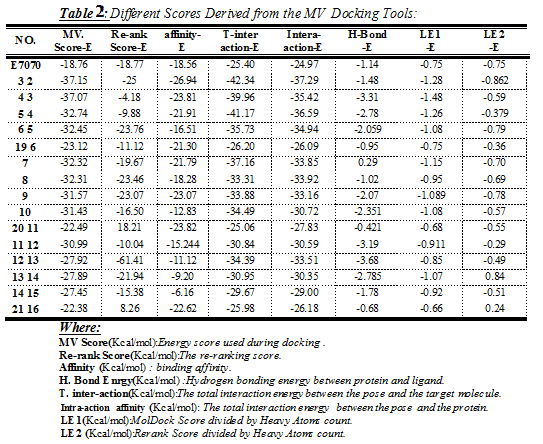 Table 2: Different Scores Derived from the MV Docking Tools:
NO. MV. Score-E Re-ank Score-E affinity-E T-inter action-E Intera-action-E H-Bond -E LE1 -E LE2 -E
E7070 -18.76 -18.77 -18.56 -25.40 -24.97 -1.14 -0.75 -0.75
3 2 -37.15 -25 -26.94 -42.34 -37.29 -1.48 -1.28 -0.862
4 3 -37.07 -4.18 -23.81 -39.96 -35.42 -3.31 -1.48 -0.59
5 4 -32.74 -9.88 -21.91 -41.17 -36.59 -2.78 -1.26 -0.379
6 5 -32.45 -23.76 -16.51 -35.73 -34.94 -2.059 -1.08 -0.79
19 6 -23.12 -11.12 -21.30 -26.20 -26.09 -0.95 -0.75 -0.36
7 -32.32 -19.67 -21.79 -37.16 -33.85 0.29 -1.15 -0.70
8 -32.31 -23.46 -18.28 -33.31 -33.92 -1.02 -0.95 -0.69
9 -31.57 -23.07 -23.07 -33.88 -33.16 -2.07 -1.089 -0.78
10 -31.43 -16.50 -12.83 -34.49 -30.72 -2.351 -1.08 -0.57
20 11 -22.49 18.21 -23.82 -25.06 -27.83 -0.421 -0.68 -0.55
11 12 -30.99 -10.04 -15.244 -30.84 -30.59 -3.19 -0.911 -0.29
12 13 -27.92 -61.41 -11.12 -34.39 -33.51 -3.68 -0.85 -0.49
13 14 -27.89 -21.94 -9.20 -30.95 -30.35 -2.785 -1.07 0.84
14 15 -27.45 -15.38 -6.16 -29.67 -29.00 -1.78 -0.92 -0.51
21 16 -22.38 8.26 -22.62 -25.98 -26.18 -0.68 -0.66 0.24
Where:
MV Score(Kcal/mol):Energy score used during docking .
Re-rank Score(Kcal/mol):The re-ranking score.
Affinity (Kcal/mol) : binding affinity.
H. Bond Enrgy(Kcal/mol) :Hydrogen bonding energy between protein and ligand.
T. inter-action(Kcal/mol):The total interaction energy between the pose and the target molecule.
Intra-action affinity (Kcal/mol): The total interaction energy between the pose and the protein.
LE 1(Kcal/mol):MolDock Score divided by Heavy Atoms count.
LE 2 (Kcal/mol):Rerank Score divided by Heavy Atoms count.